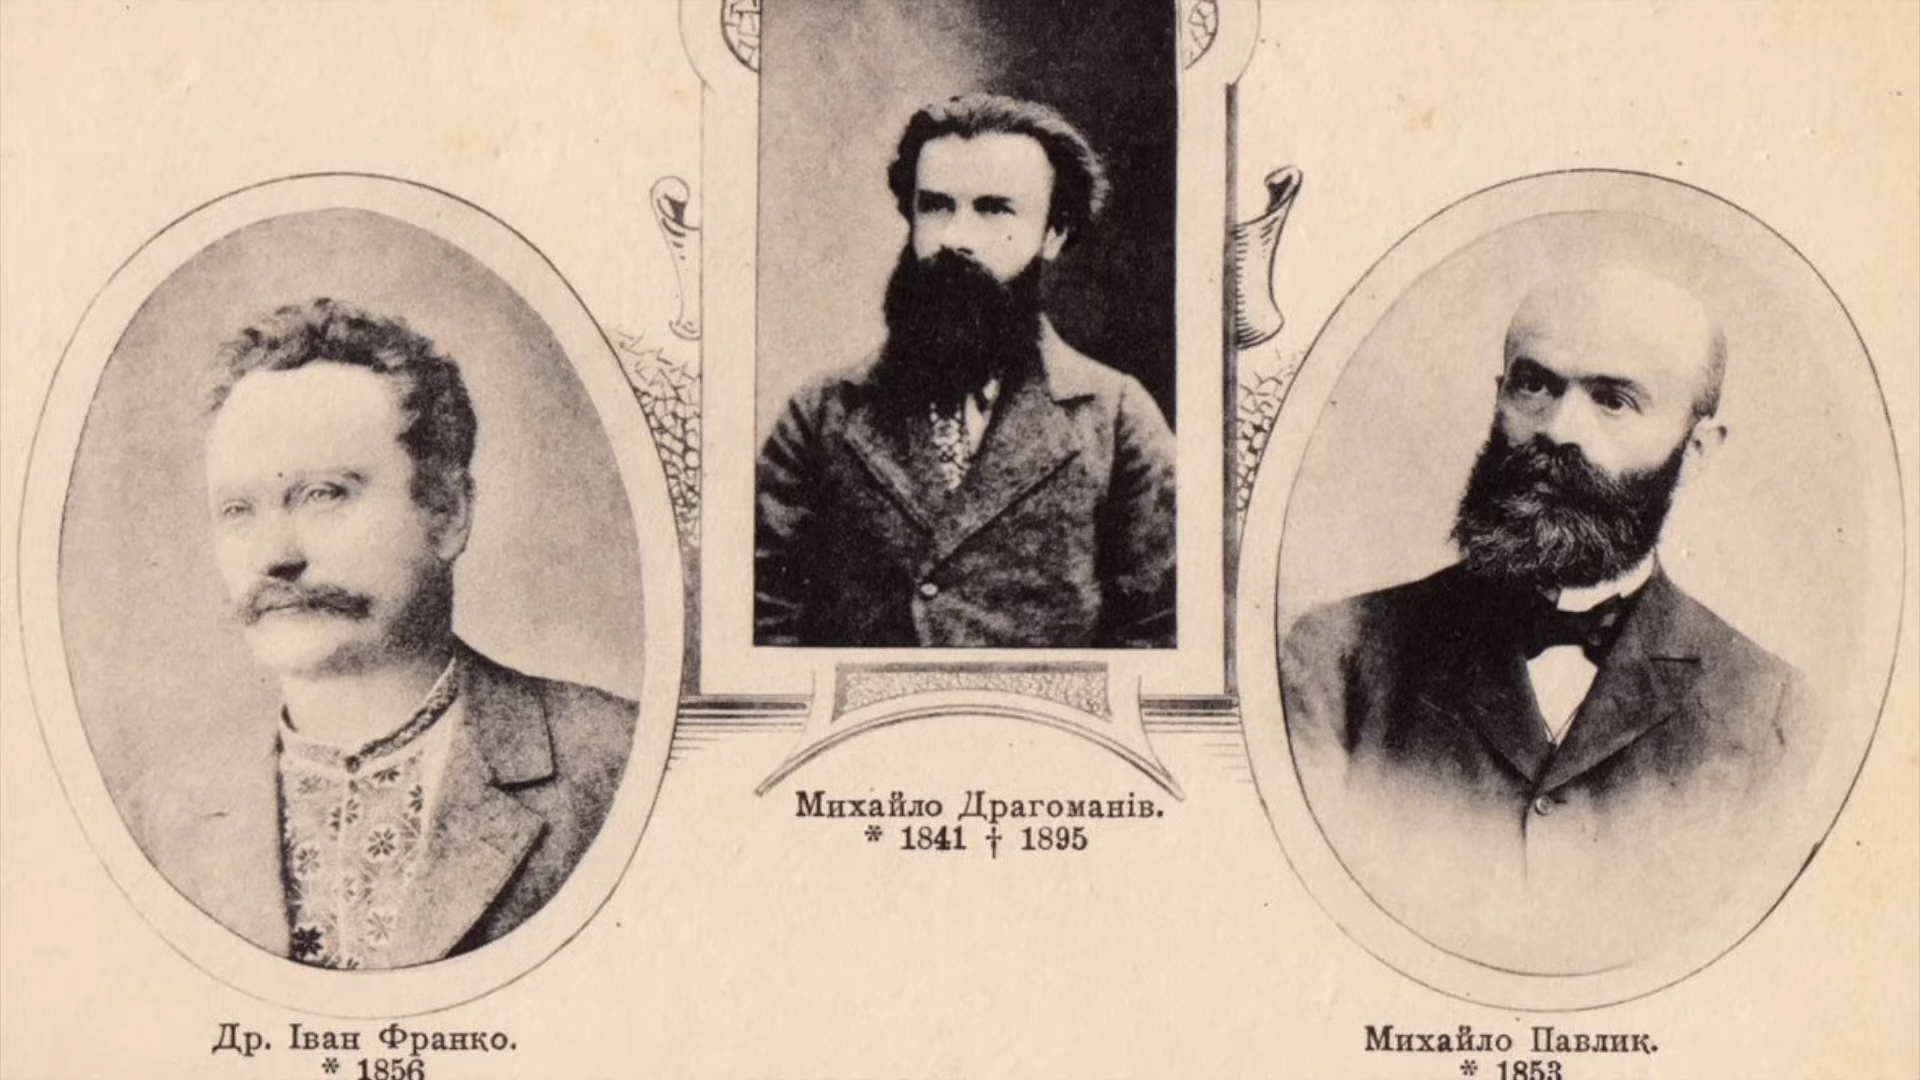 Михайло Драгоманів.
* 1841 † 1895
Др. Іван Франко.
* 1856
Михайло Павлик.
* 1853